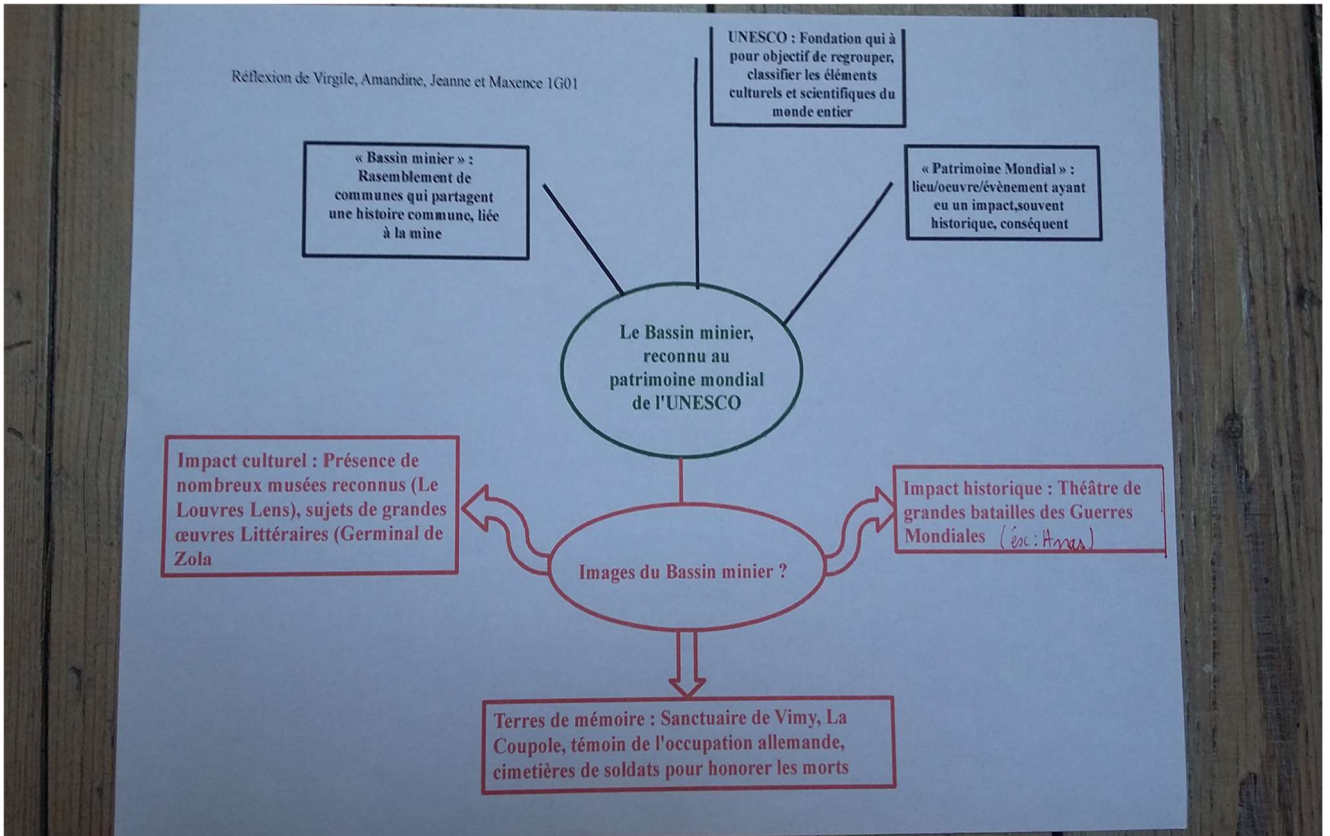 Réflexion de Virgile, Amandine, Jeanne et Maxence 1G01
UNESCO : Fondation qui à
pour objectif de regrouper,
classifier les éléments
culturels et scientifiques du
monde entier
« Bassin minier » :
Rasemblement de
communes qui partagent
une histoire commune, liée
à la mine
« Patrimoine Mondial » :
lieu/oeuvre/évènement ayant
eu un impact,souvent
historique, conséquent
Le Bassin minier,
reconnu au
patrimoine mondial
de l'UNESCO
Impact culturel : Présence de
nombreux musées reconnu (Le
Louvres Lens), sujets de grandes
œuvres Littéraires (Germinal de
Zola
Impact historique : Théâtre de
grandes batailles des Guerres
Mondiales
Images du Bassin minier ?
Terres de mémoire : Sanctuaire de Vimy, La
Coupole, témoin de l'occupation allemande,
cimetières de soldats pour honorer les morts